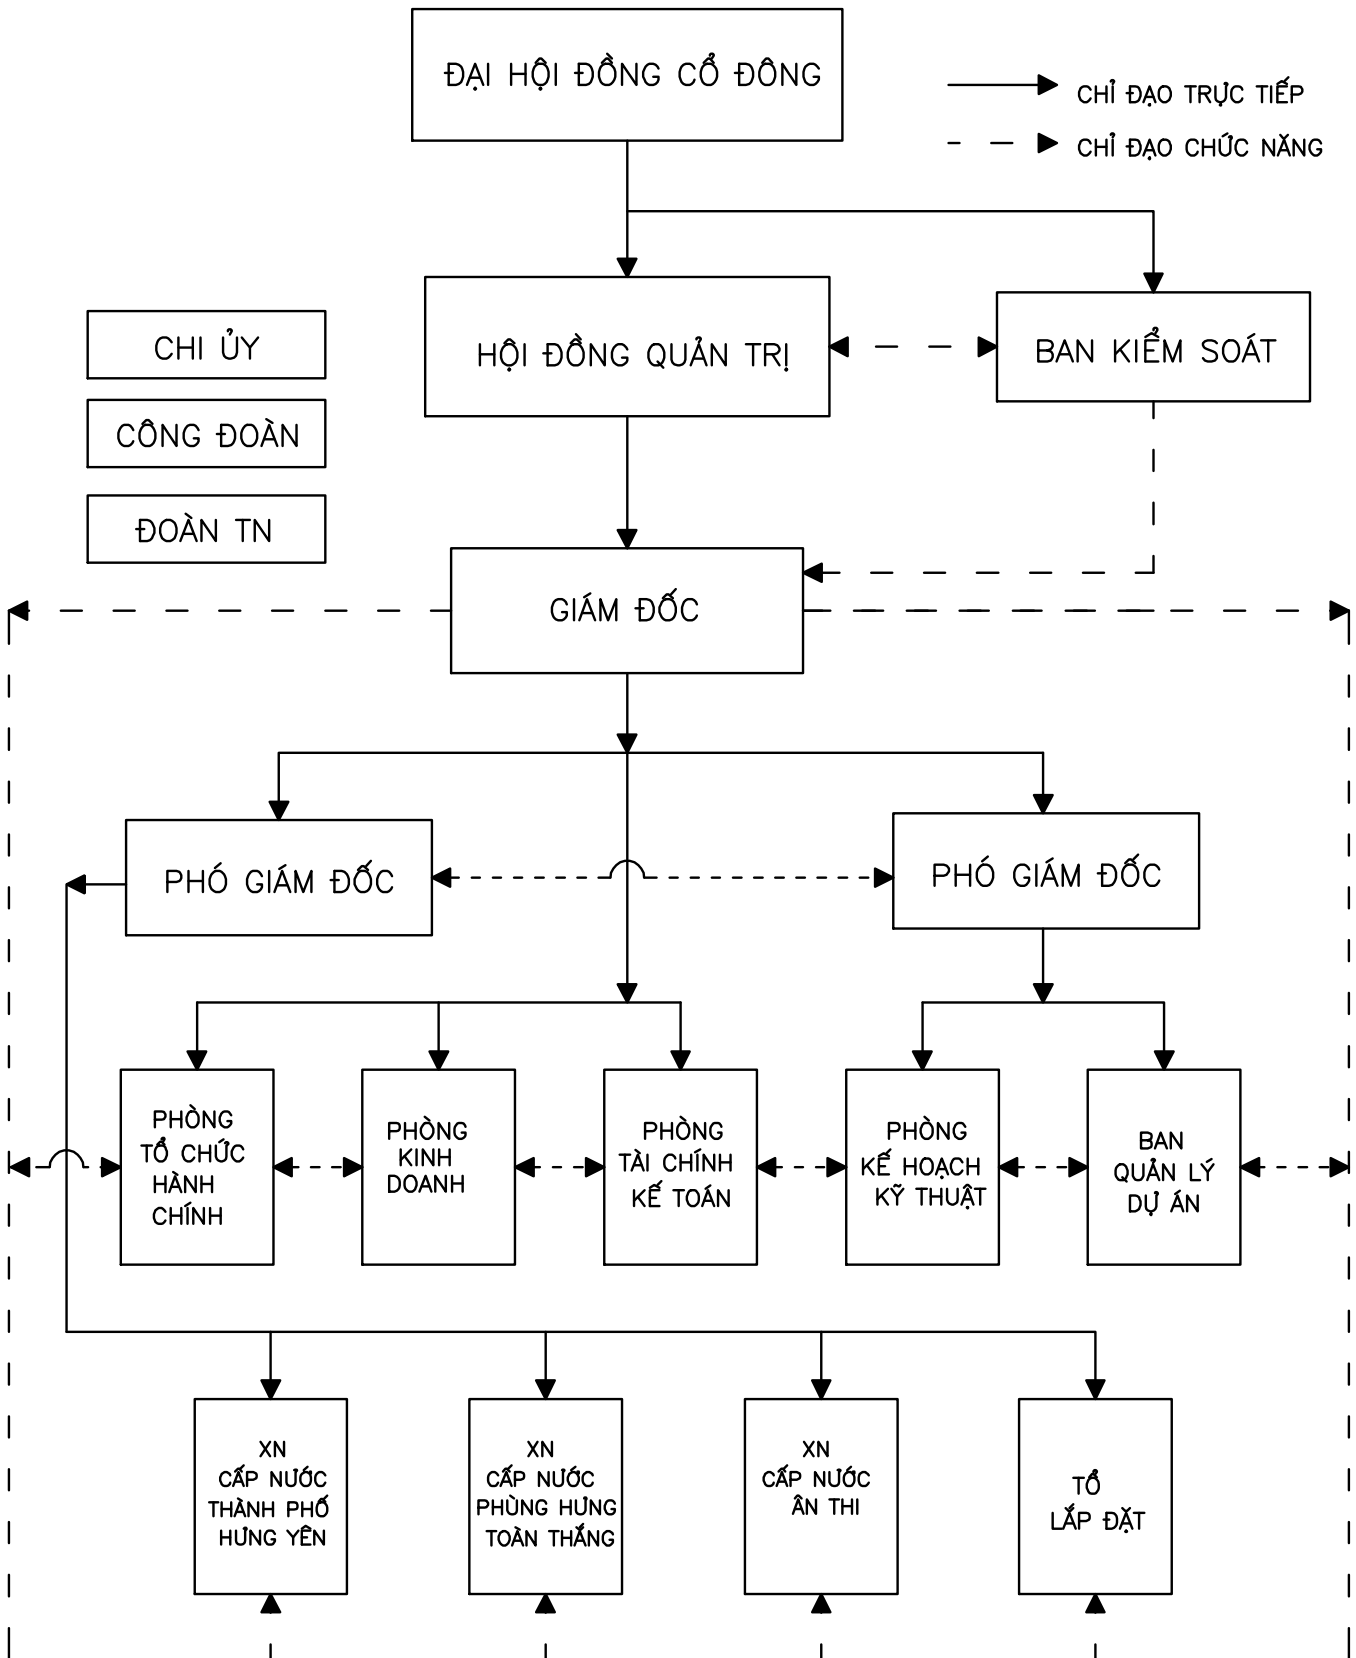 ĐẠI HỘI ĐỒNG CỔ ĐÔNG
CHỈ ĐẠO TRỰC TIẾP
CHỈ ĐẠO CHỨC NĂNG
HỘI ĐỒNG QUẢN TRỊ
BAN KIỂM SOÁT
CHI ỦY
CÔNG ĐOÀN
ĐOÀN TN
GIÁM ĐỐC
PHÓ GIÁM ĐỐC
PHÓ GIÁM ĐỐC
PHÒNG
TỔ CHỨC
HÀNH
CHÍNH
PHÒNG
KINH
DOANH
PHÒNG
TÀI CHÍNH
KẾ TOÁN
PHÒNG
KẾ HOẠCH
KỸ THUẬT
BAN
QUẢN LÝ
DỰ ÁN
XN
CẤP NƯỚC
THÀNH PHỐ
HƯNG YÊN
XN
CẤP NƯỚC
PHÙNG HƯNG
TOÀN THẮNG
XN
CẤP NƯỚC
ÂN THI
TỔ
LẮP ĐẶT